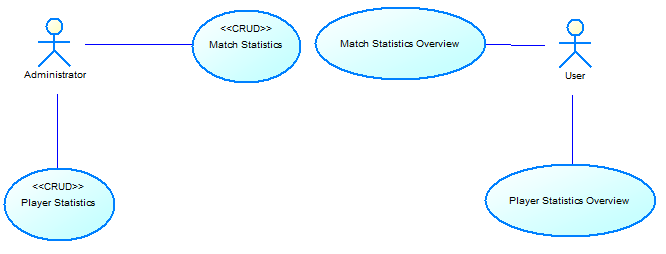 <<CRUD>>
Match Statistics
Match Statistics Overview
Administrator
User
<<CRUD>>
Player Statistics
Player Statistics Overview